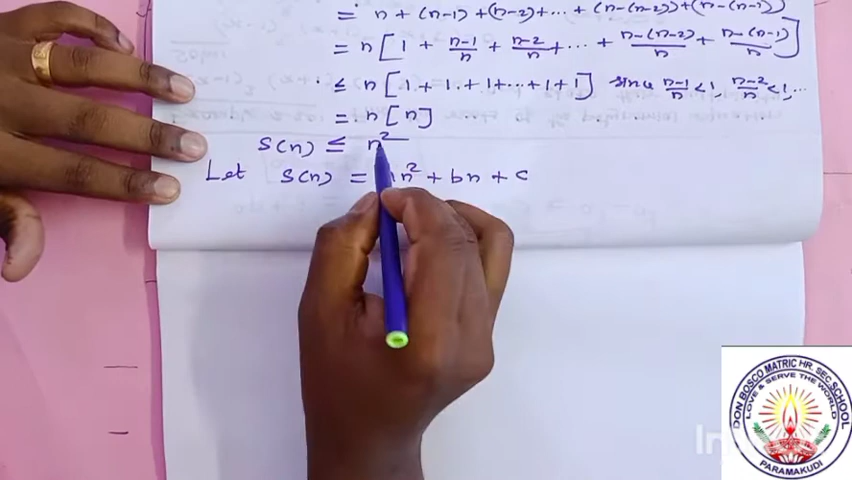 = n + (n-1) + (n-2) + ... + (n-(n-2)) + (n-(n-1))
= n [ 1 + (n-1)/n + (n-2)/n + ... + (n-(n-2))/n + (n-(n-1))/n ]
≤ n [ 1 + 1 + 1 + ... + 1 + 1 ] since (n-1)/n < 1, (n-2)/n < 1, ...
= n [ n ]
S(n) ≤ n²
Let S(n) = n² + bn + c
DON BOSCO MATRIC HR. SEC SCHOOL
LOVE & SERVE THE WORLD
PARAMAKUDI